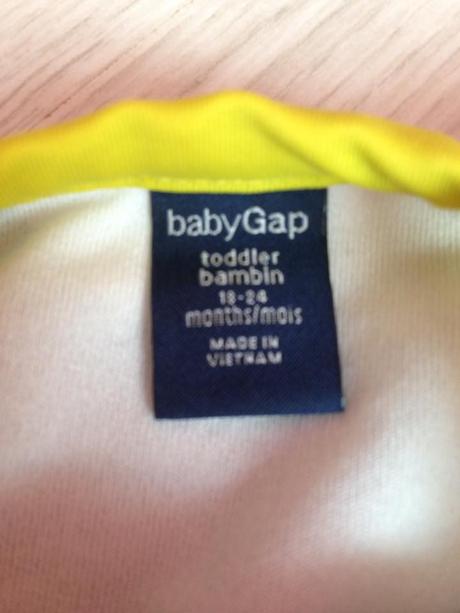 babyGap
toddler
bambin
18-24
months/mois
MADE IN
VIETNAM